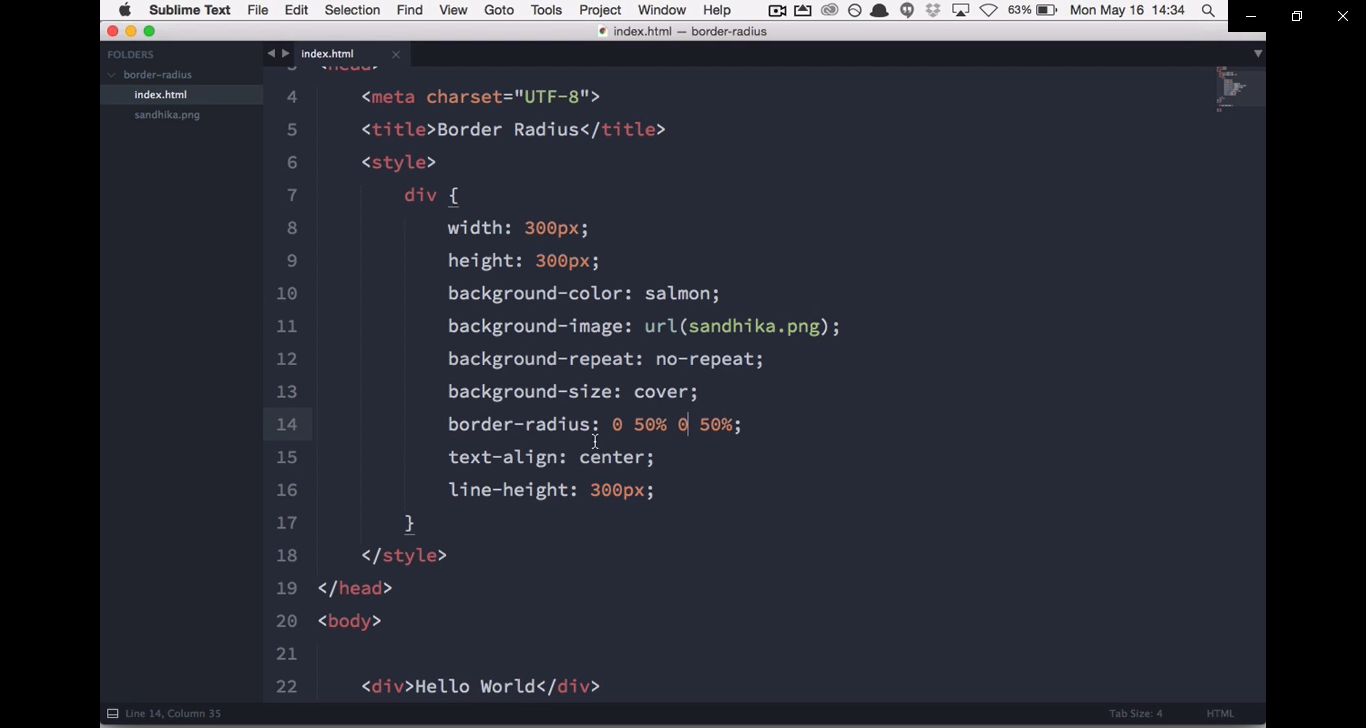 Sublime Text File Edit Selection Find View Goto Tools Project Window Help 63% Mon May 16 14:34
index.html — border-radius
FOLDERS
border-radius
index.html
sandhika.png
index.html
4 <meta charset="UTF-8">
5 <title>Border Radius</title>
6 <style>
7 div {
8 width: 300px;
9 height: 300px;
10 background-color: salmon;
11 background-image: url(sandhika.png);
12 background-repeat: no-repeat;
13 background-size: cover;
14 border-radius: 0 50% 0 50%;
15 text-align: center;
16 line-height: 300px;
17 }
18 </style>
19 </head>
20 <body>
21
22 <div>Hello World</div>
Line 14, Column 35 Tab Size: 4 HTML